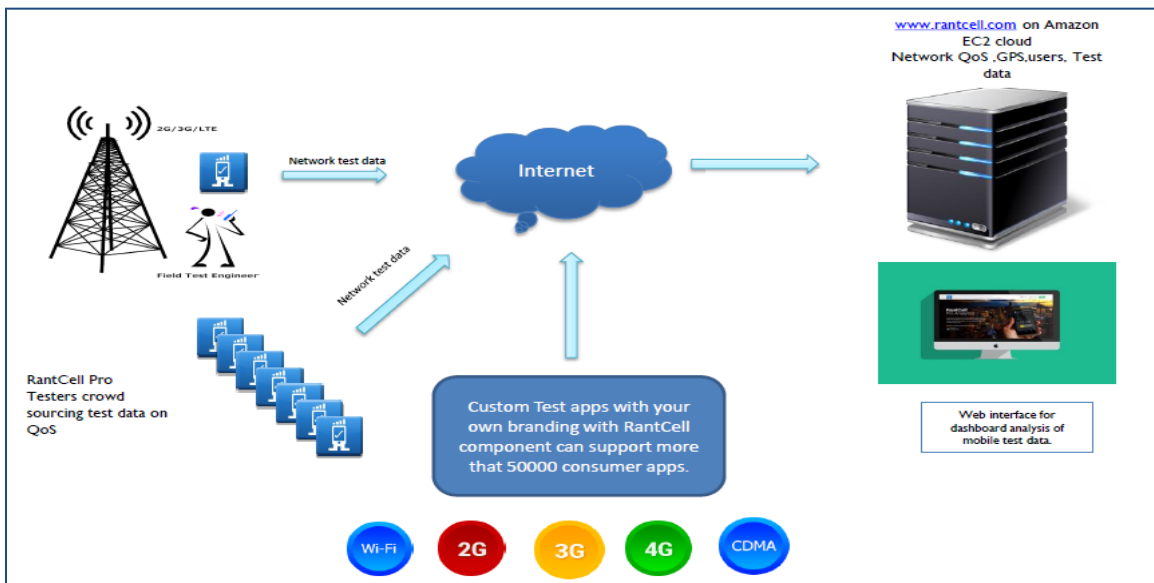 www.rantcell.com on Amazon
EC2 cloud
Network QoS ,GPS,users, Test
data
2G/3G/LTE
Network test data
Internet
Field Test Engineer
Network test data
RantCell Pro
Testers crowd
sourcing test data on
QoS
Custom Test apps with your
own branding with RantCell
component can support more
that 50000 consumer apps.
RantCell
Web interface for
dashboard analysis of
mobile test data.
Wi-Fi
2G
3G
4G
CDMA